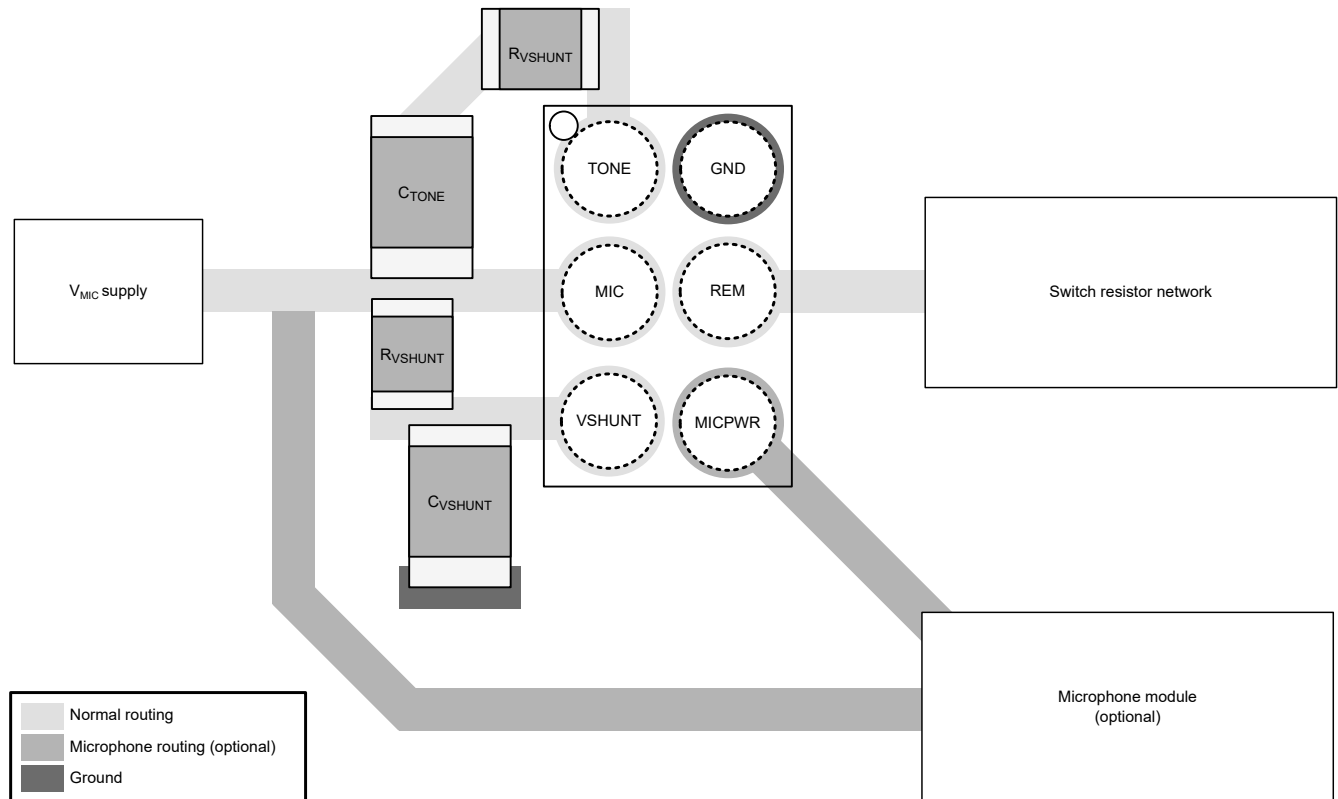 RVSHUNT
CTONE
TONE
GND
VMIC supply
MIC
REM
Switch resistor network
RVSHUNT
VSHUNT
MICPWR
CVSHUNT
Microphone module
(optional)
Normal routing
Microphone routing (optional)
Ground